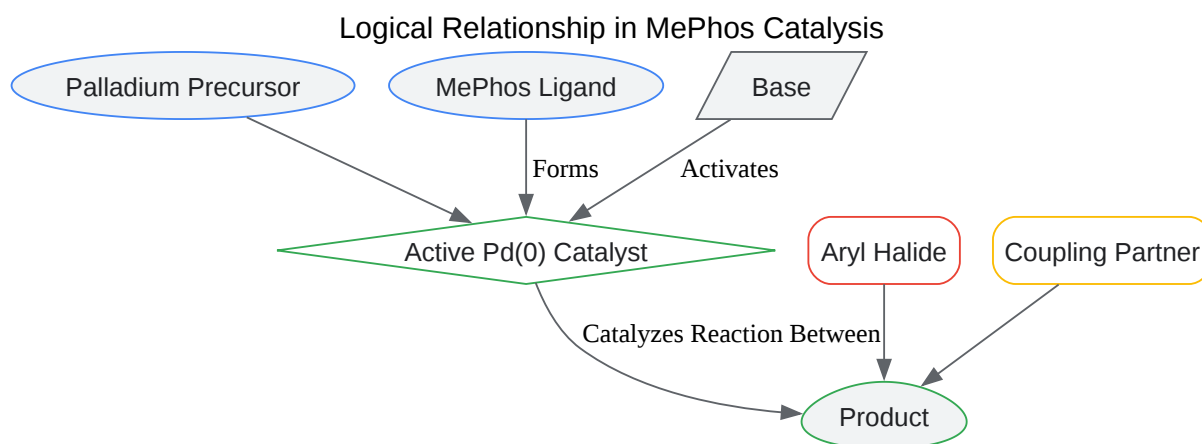 Logical Relationship in MePhos Catalysis
Palladium Precursor
MePhos Ligand
Base
Forms
Activates
Active Pd(0) Catalyst
Aryl Halide
Coupling Partner
Catalyzes Reaction Between
Product